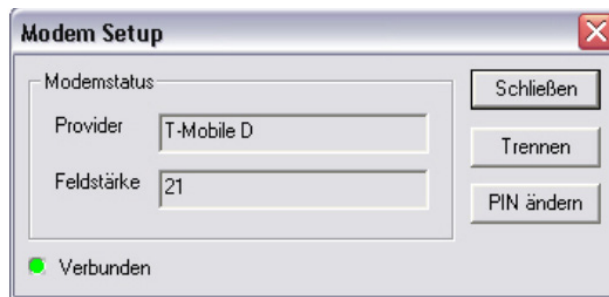 Modem Setup
Modemstatus
Provider
T-Mobile D
Feldstärke
21
Verbunden
Schließen
Trennen
PIN ändern